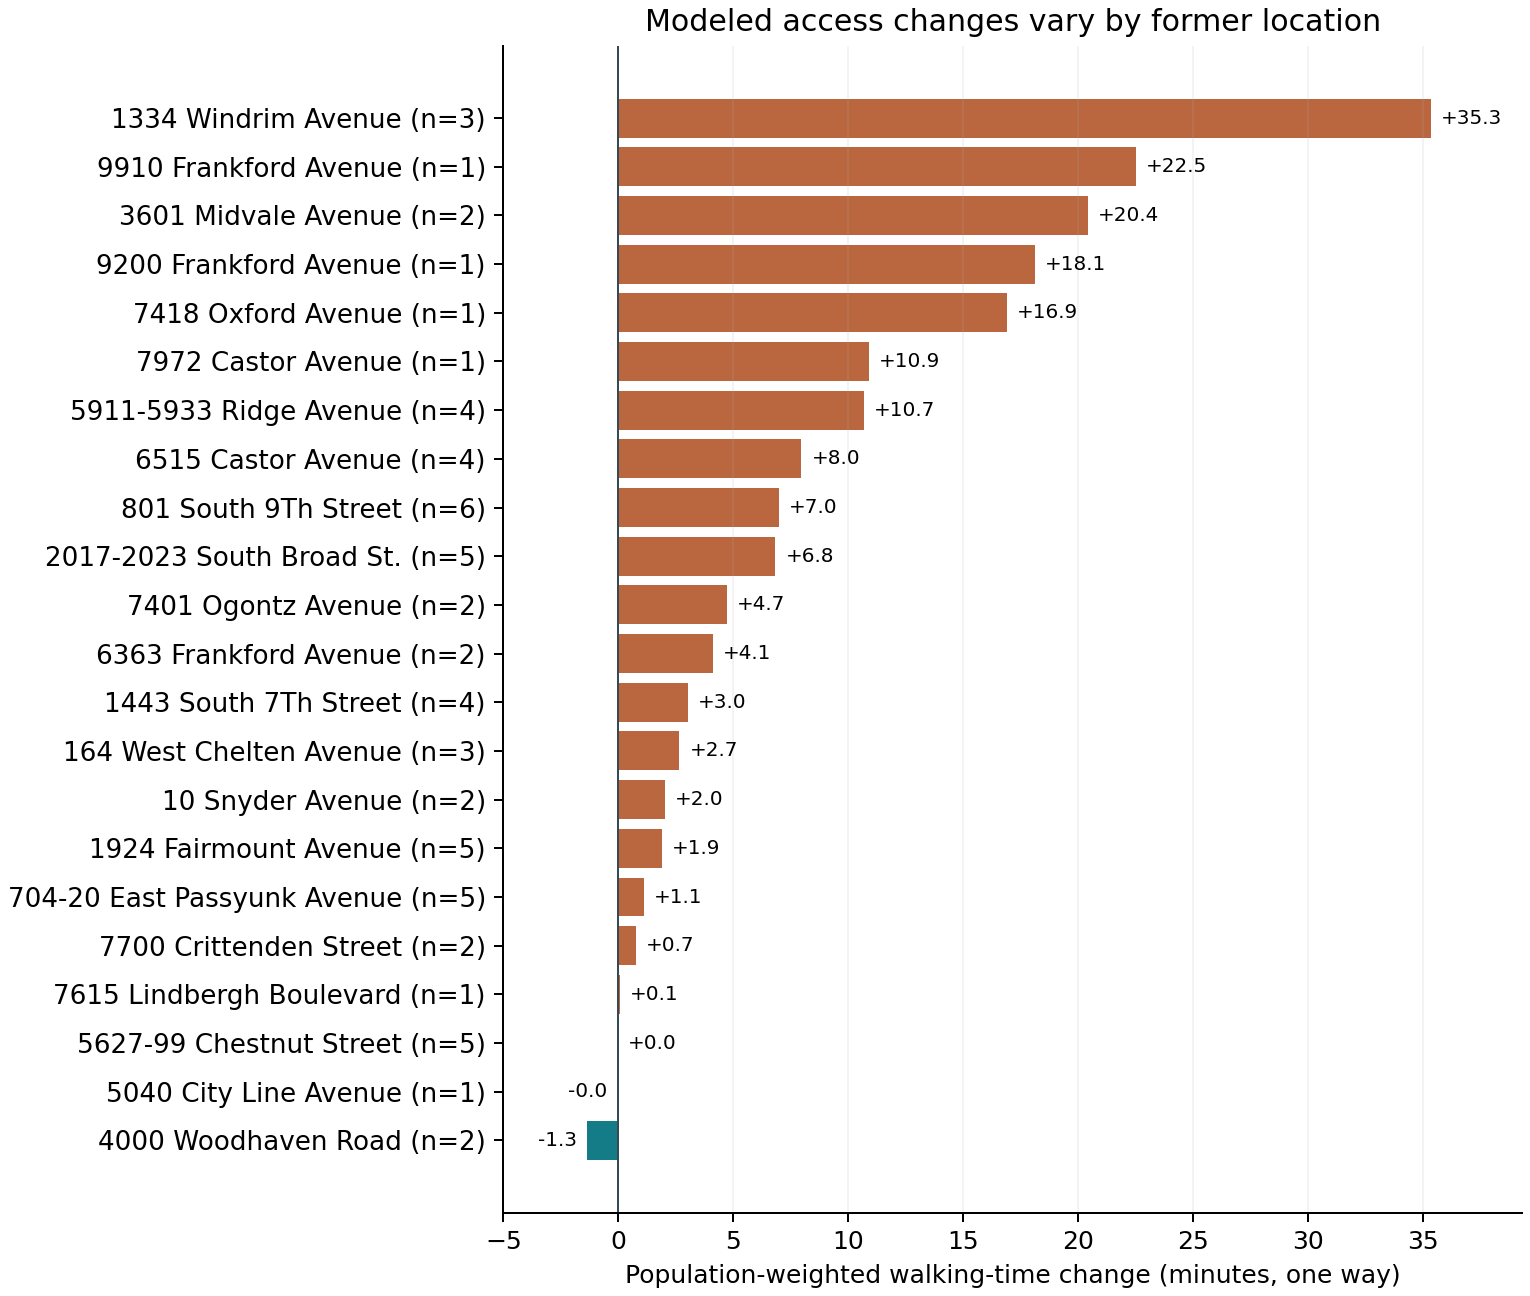 Modeled access changes vary by former location
1334 Windrim Avenue (n=3) +35.3
9910 Frankford Avenue (n=1) +22.5
3601 Midvale Avenue (n=2) +20.4
9200 Frankford Avenue (n=1) +18.1
7418 Oxford Avenue (n=1) +16.9
7972 Castor Avenue (n=1) +10.9
5911-5933 Ridge Avenue (n=4) +10.7
6515 Castor Avenue (n=4) +8.0
801 South 9Th Street (n=6) +7.0
2017-2023 South Broad St. (n=5) +6.8
7401 Ogontz Avenue (n=2) +4.7
6363 Frankford Avenue (n=2) +4.1
1443 South 7Th Street (n=4) +3.0
164 West Chelten Avenue (n=3) +2.7
10 Snyder Avenue (n=2) +2.0
1924 Fairmount Avenue (n=5) +1.9
704-20 East Passyunk Avenue (n=5) +1.1
7700 Crittenden Street (n=2) +0.7
7615 Lindbergh Boulevard (n=1) +0.1
5627-99 Chestnut Street (n=5) +0.0
5040 City Line Avenue (n=1) -0.0
4000 Woodhaven Road (n=2) -1.3
−5 0 5 10 15 20 25 30 35
Population-weighted walking-time change (minutes, one way)